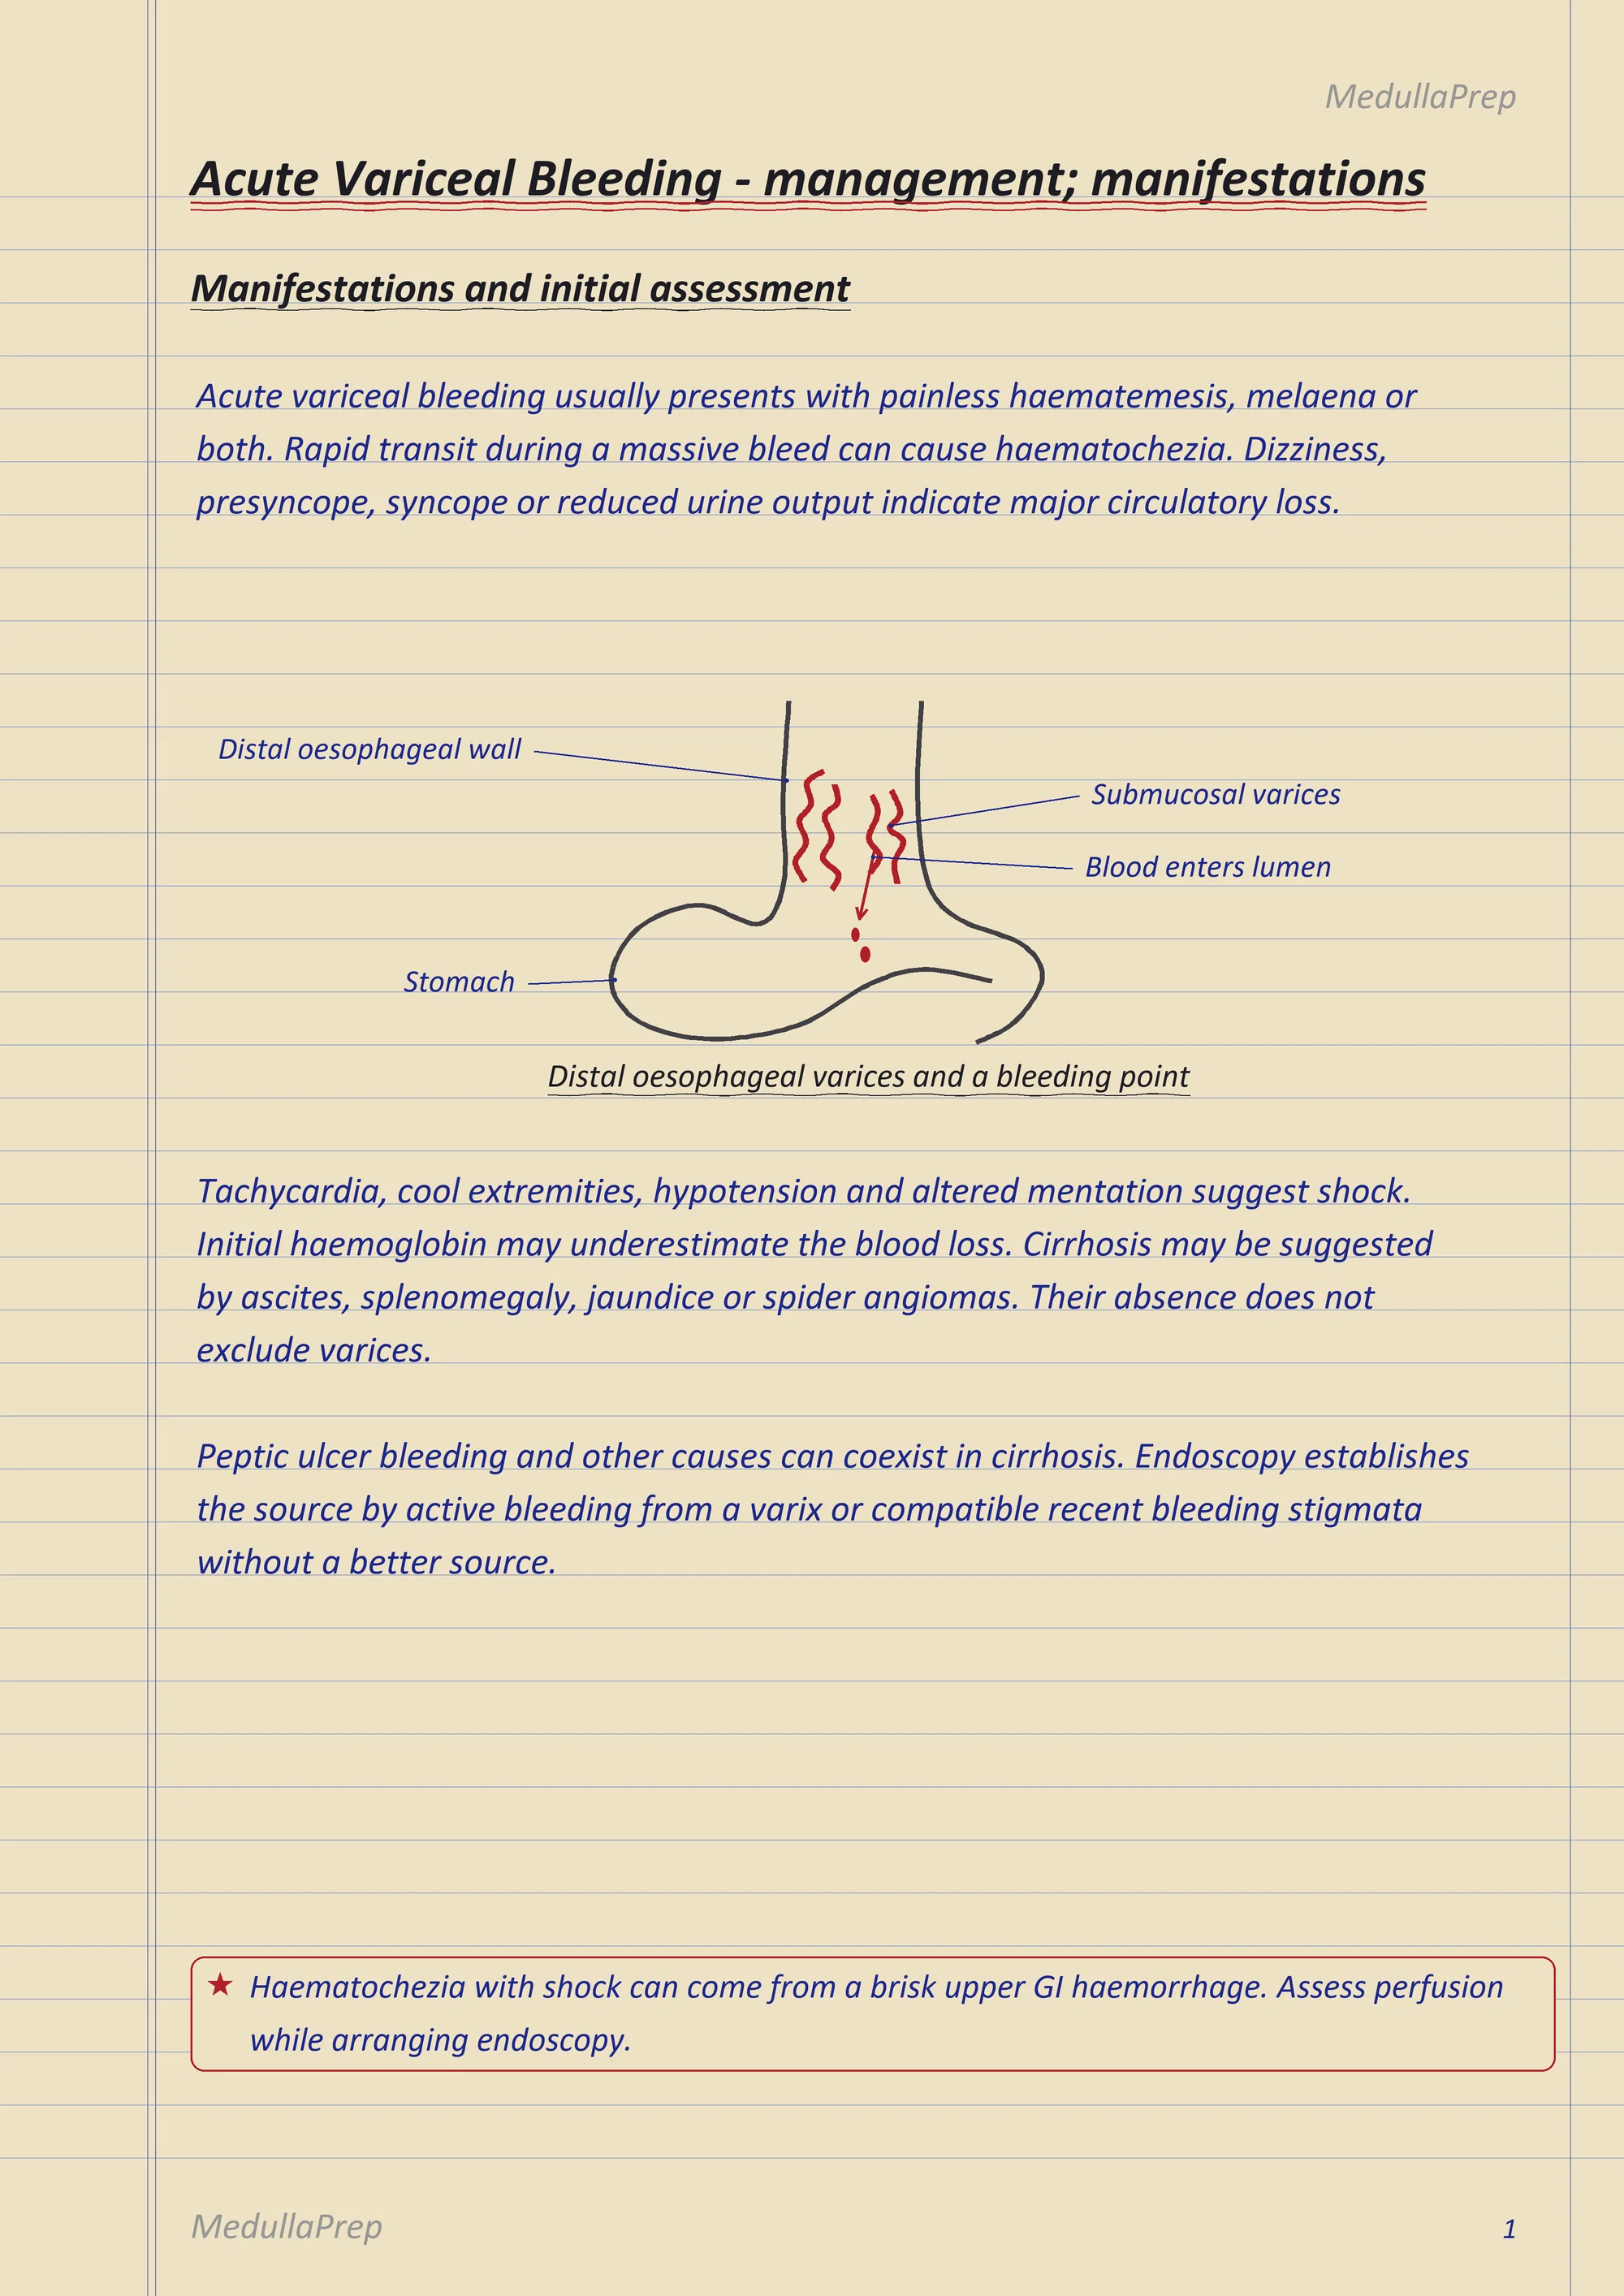 MedullaPrep
Acute Variceal Bleeding - management; manifestations
Manifestations and initial assessment
Acute variceal bleeding usually presents with painless haematemesis, melaena or
both. Rapid transit during a massive bleed can cause haematochezia. Dizziness,
presyncope, syncope or reduced urine output indicate major circulatory loss.
Distal oesophageal wall
Submucosal varices
Blood enters lumen
Stomach
Distal oesophageal varices and a bleeding point
Tachycardia, cool extremities, hypotension and altered mentation suggest shock.
Initial haemoglobin may underestimate the blood loss. Cirrhosis may be suggested
by ascites, splenomegaly, jaundice or spider angiomas. Their absence does not
exclude varices.
Peptic ulcer bleeding and other causes can coexist in cirrhosis. Endoscopy establishes
the source by active bleeding from a varix or compatible recent bleeding stigmata
without a better source.
★ Haematochezia with shock can come from a brisk upper GI haemorrhage. Assess perfusion
while arranging endoscopy.
MedullaPrep
1